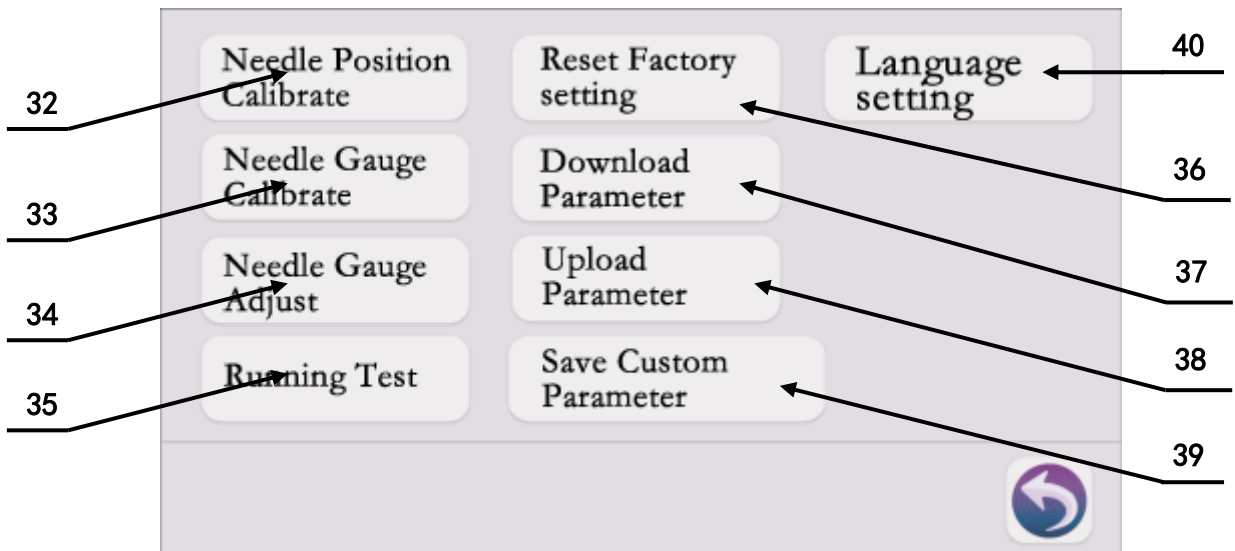 Needle Position
Calibrate
Reset Factory
setting
Language
setting
40
32
Needle Gauge
Calibrate
Download
Parameter
36
33
Needle Gauge
Adjust
Upload
Parameter
37
34
Running Test
Save Custom
Parameter
38
35
39